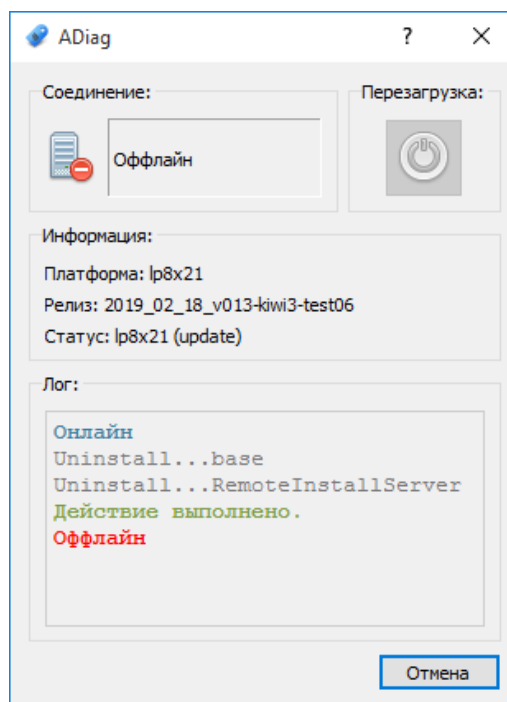 ADiag
?
Соединение:
Перезагрузка:
Оффлайн
Информация:
Платформа: lp8x21
Релиз: 2019_02_18_v013-kiwi3-test06
Статус: lp8x21 (update)
Лог:
Онлайн
Uninstall...base
Uninstall...RemoteInstallServer
Действие выполнено.
Оффлайн
Отмена